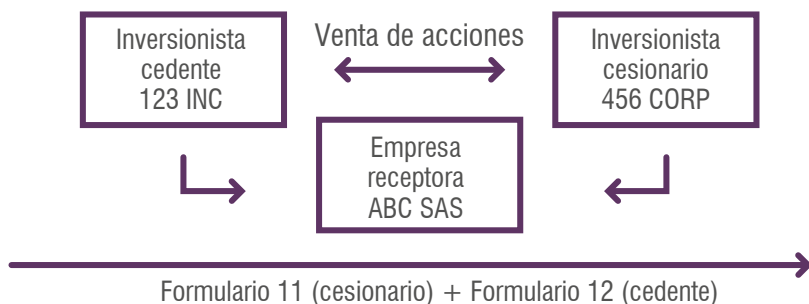 Inversionista
cedente
123 INC
Venta de acciones
Inversionista
cesionario
456 CORP
Empresa
receptora
ABC SAS
Formulario 11 (cesionario) + Formulario 12 (cedente)